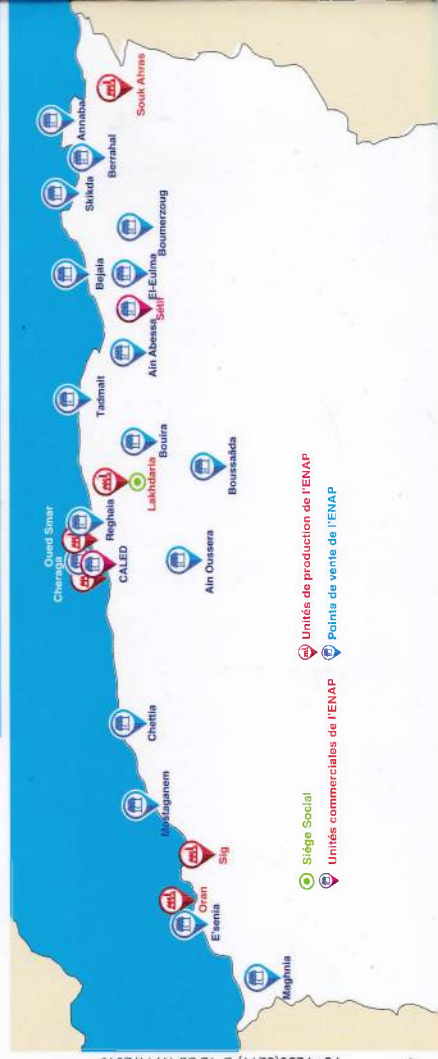 Oued Smar
Cheraga
Reghaia
CALED
Tadmait
Bejaia
Skikda
Annaba
Berrahal
Souk Ahras
Boumerzoug
El-Eulma
Sétif
Ain Abessa
Bouira
Lakhdaria
Boussaâda
Ain Oussera
Chettia
Mostaganem
Sig
Oran
E'senia
Maghnia
Siége Social
Unités commerciales de l'ENAP
Unités de production de l'ENAP
Points de vente de l'ENAP